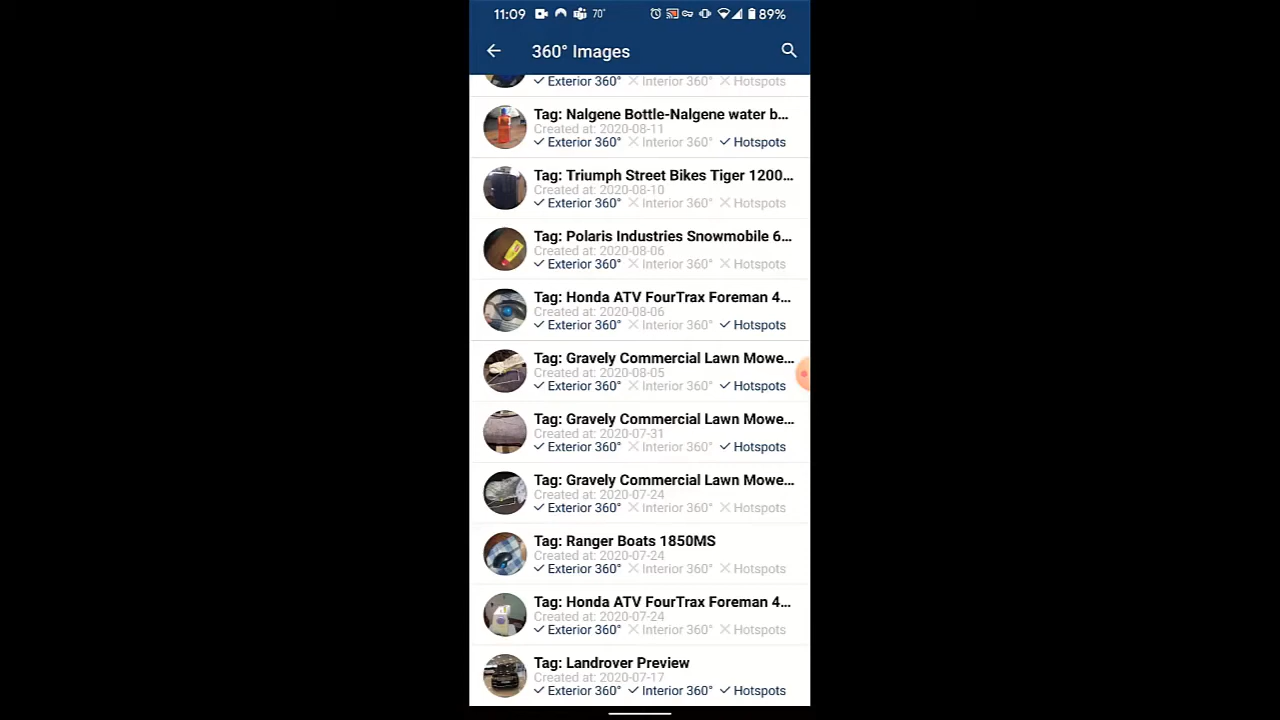 11:09 70° 89%
360° Images
Exterior 360° Interior 360° Hotspots
Tag: Nalgene Bottle-Nalgene water b...
Created at: 2020-08-11
Exterior 360° Interior 360° Hotspots
Tag: Triumph Street Bikes Tiger 1200...
Created at: 2020-08-10
Exterior 360° Interior 360° Hotspots
Tag: Polaris Industries Snowmobile 6...
Created at: 2020-08-06
Exterior 360° Interior 360° Hotspots
Tag: Honda ATV FourTrax Foreman 4...
Created at: 2020-08-06
Exterior 360° Interior 360° Hotspots
Tag: Gravely Commercial Lawn Mowe...
Created at: 2020-08-05
Exterior 360° Interior 360° Hotspots
Tag: Gravely Commercial Lawn Mowe...
Created at: 2020-07-31
Exterior 360° Interior 360° Hotspots
Tag: Gravely Commercial Lawn Mowe...
Created at: 2020-07-24
Exterior 360° Interior 360° Hotspots
Tag: Ranger Boats 1850MS
Created at: 2020-07-24
Exterior 360° Interior 360° Hotspots
Tag: Honda ATV FourTrax Foreman 4...
Created at: 2020-07-24
Exterior 360° Interior 360° Hotspots
Tag: Landrover Preview
Created at: 2020-07-17
Exterior 360° Interior 360° Hotspots